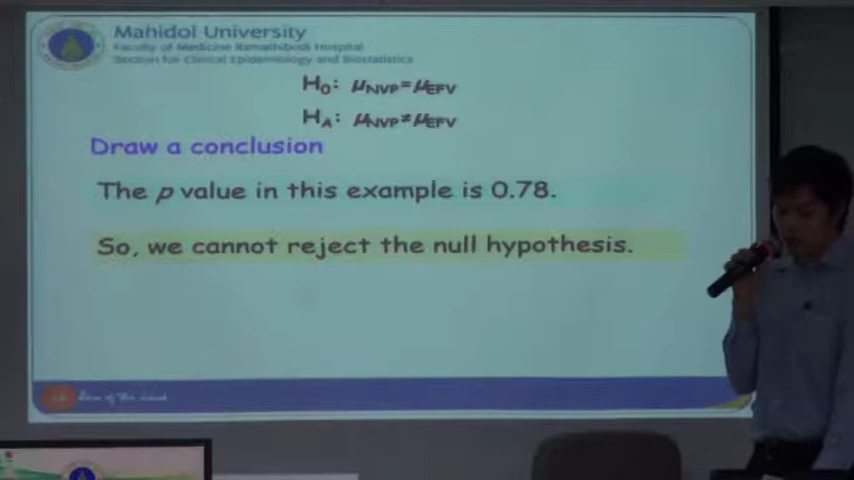 Mahidol University
Faculty of Medicine Ramathibodi Hospital
Section for Clinical Epidemiology and Biostatistics
H0: μNVP=μEFV
HA: μNVP≠μEFV
Draw a conclusion
The p value in this example is 0.78.
So, we cannot reject the null hypothesis.